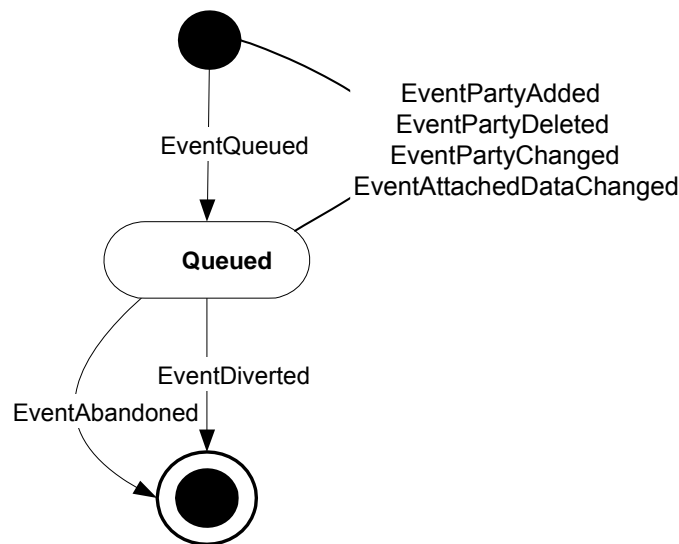 EventPartyAdded
EventPartyDeleted
EventPartyChanged
EventAttachedDataChanged
EventQueued
Queued
EventDiverted
EventAbandoned